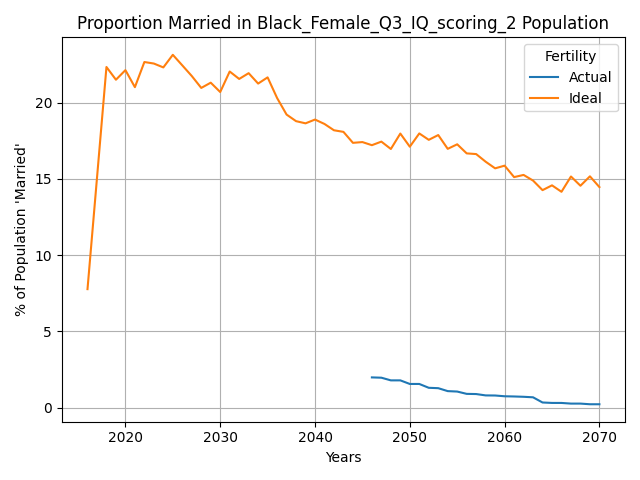 Proportion Married in Black_Female_Q3_IQ_scoring_2 Population
Fertility
Actual
Ideal
% of Population 'Married'
20
15
10
5
0
2020
2030
2040
2050
2060
2070
Years